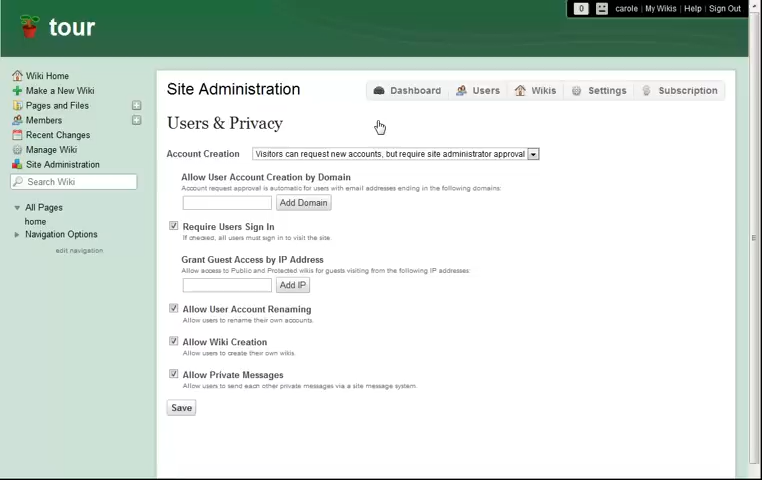 0 carole My Wikis Help Sign Out
tour
Wiki Home
Make a New Wiki
Pages and Files
Members
Recent Changes
Manage Wiki
Site Administration
Search Wiki
All Pages
home
Navigation Options
edit navigation
Site Administration
Dashboard Users Wikis Settings Subscription
Users & Privacy
Account Creation Visitors can request new accounts, but require site administrator approval
Allow User Account Creation by Domain
Account request approval is automatic for users with email addresses ending in the following domains:
Add Domain
Require Users Sign In
If checked, all users must sign in to visit the site.
Grant Guest Access by IP Address
Allow access to Public and Protected wikis for guests visiting from the following IP addresses:
Add IP
Allow User Account Renaming
Allow users to rename their own accounts.
Allow Wiki Creation
Allow users to create their own wikis.
Allow Private Messages
Allow users to send each other private messages via a site message system.
Save